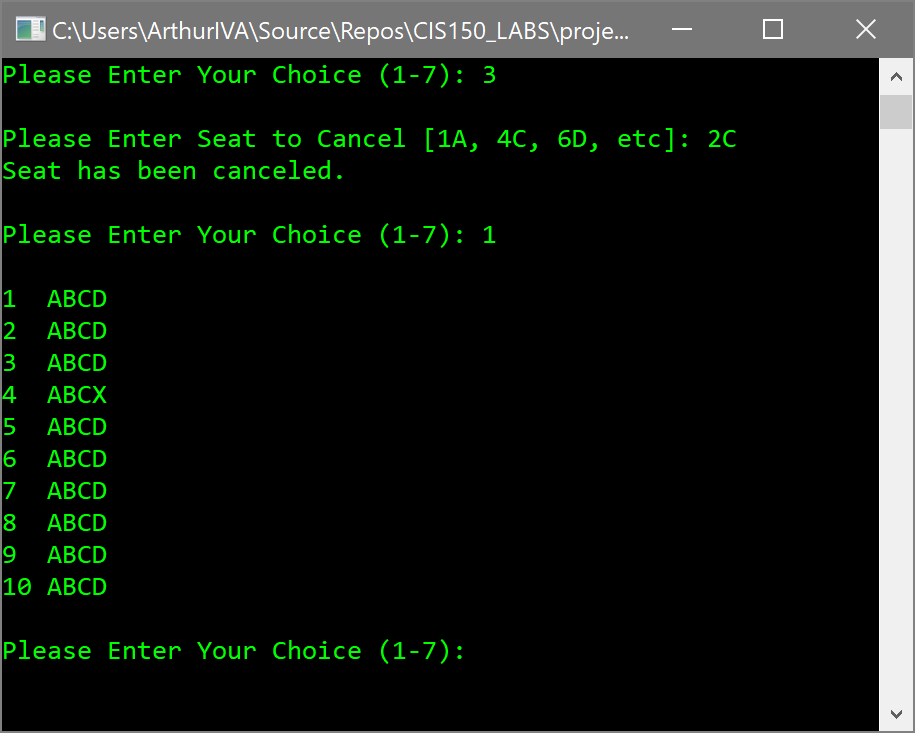 C:\Users\ArthurIVA\Source\Repos\CIS150_LABS\proje...
Please Enter Your Choice (1-7): 3
Please Enter Seat to Cancel [1A, 4C, 6D, etc]: 2C
Seat has been canceled.
Please Enter Your Choice (1-7): 1
1  ABCD
2  ABCD
3  ABCD
4  ABCX
5  ABCD
6  ABCD
7  ABCD
8  ABCD
9  ABCD
10 ABCD
Please Enter Your Choice (1-7):